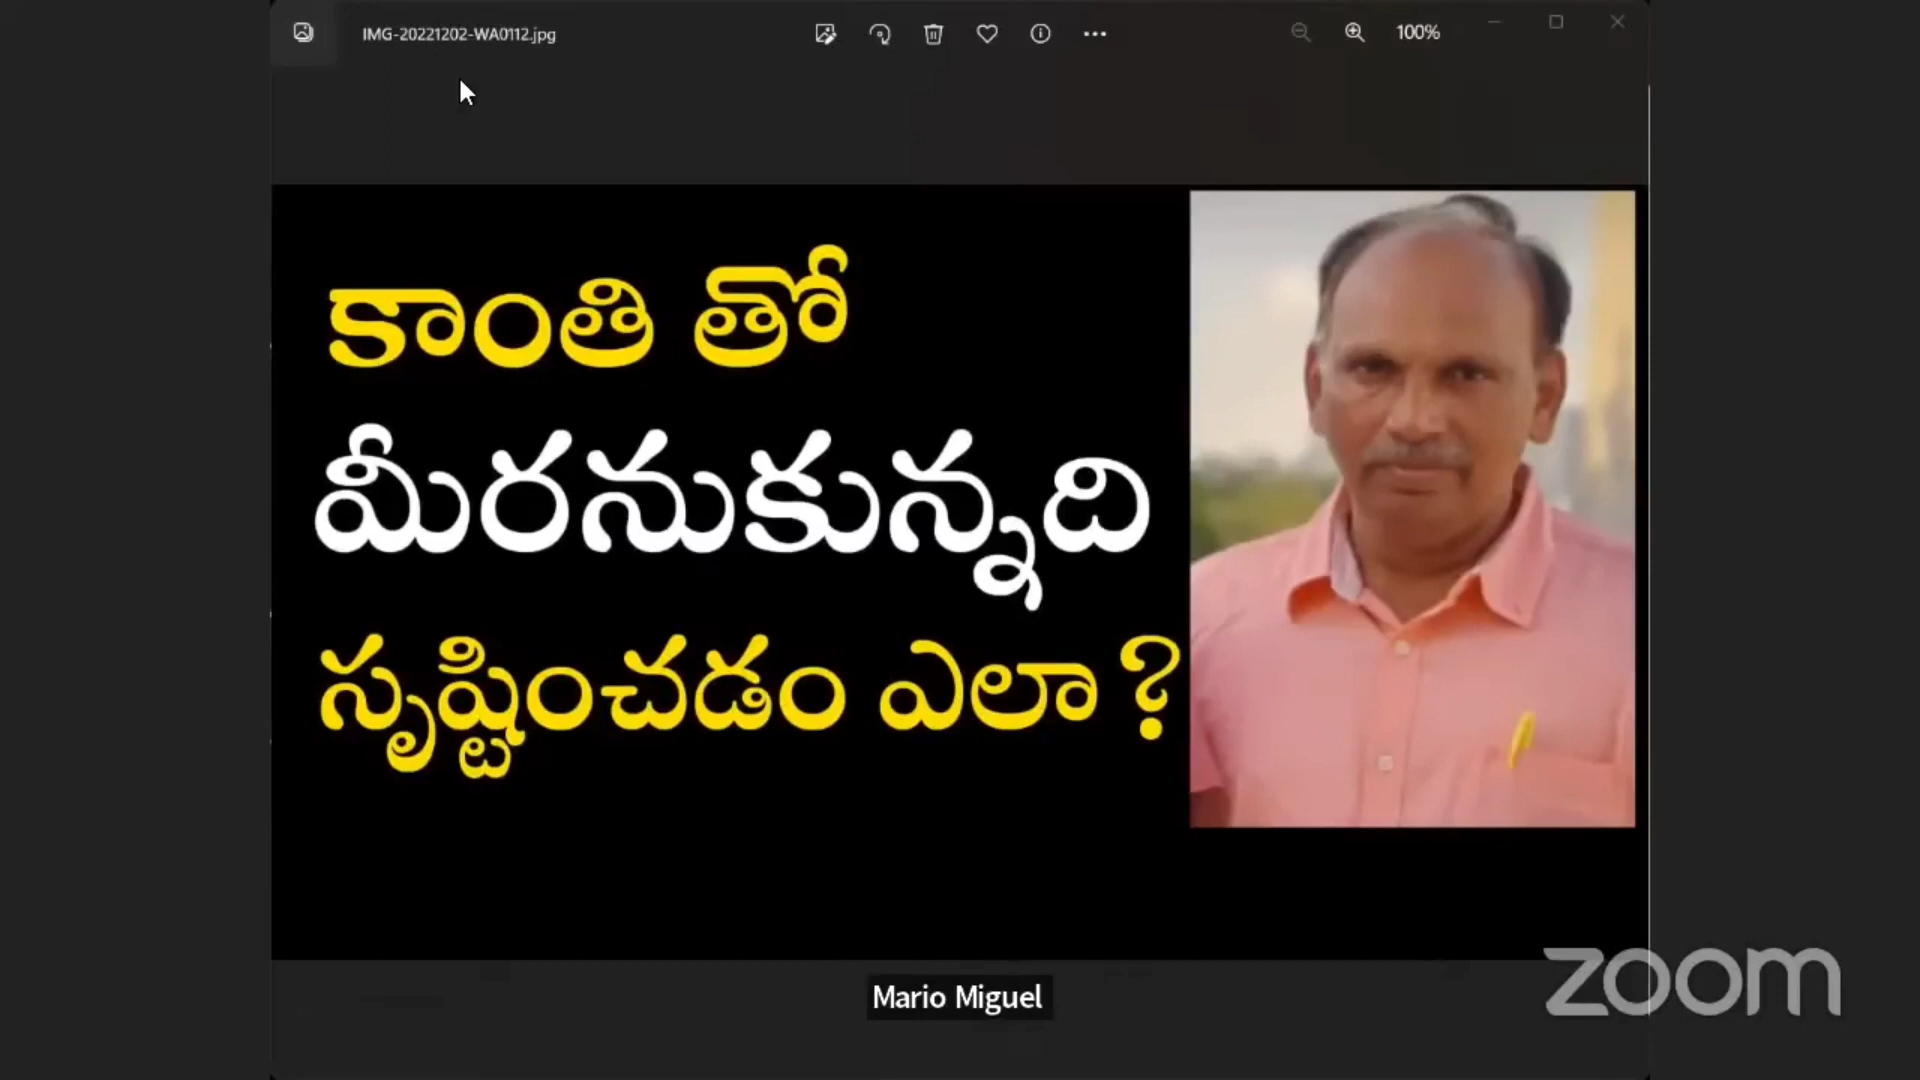 IMG-20221202-WA0112.jpg
100%
కాంతి తో
మీరనుకున్నది
సృష్టించడం ఎలా ?
Mario Miguel
zoom